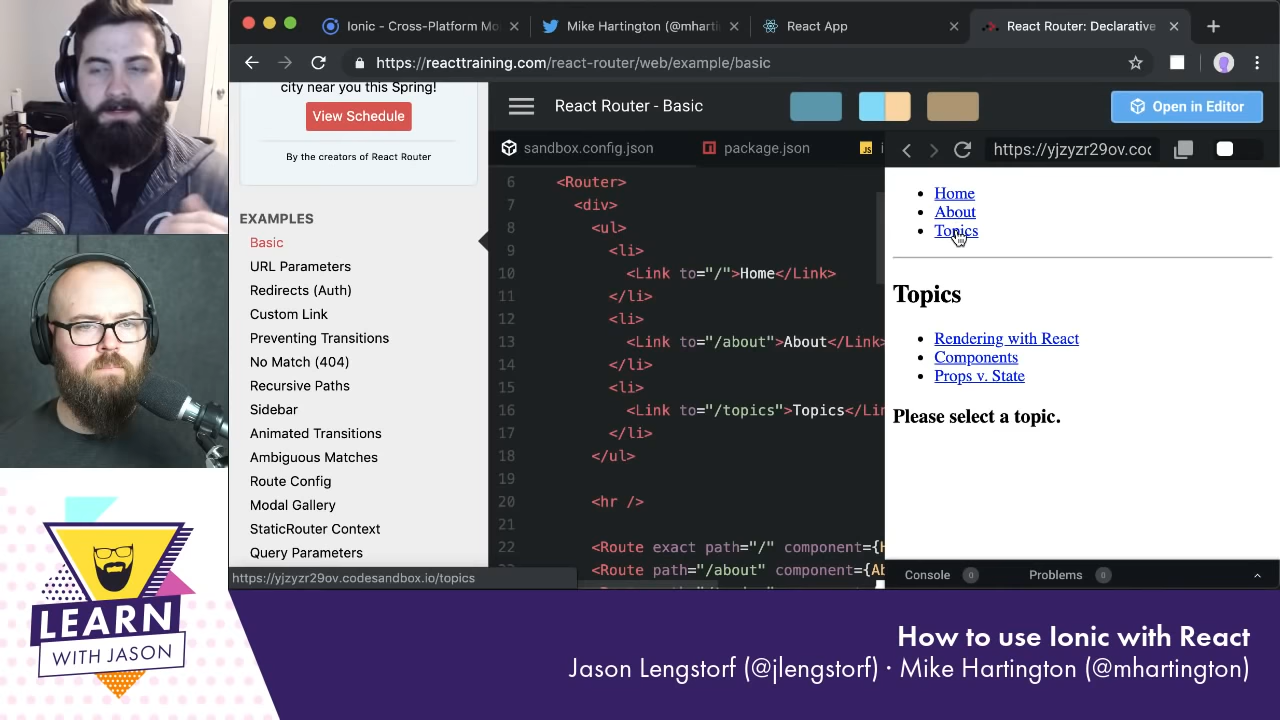 Ionic - Cross-Platform Mo
Mike Hartington (@mharti
React App
React Router: Declarative
https://reacttraining.com/react-router/web/example/basic
city near you this Spring!
View Schedule
By the creators of React Router
EXAMPLES
Basic
URL Parameters
Redirects (Auth)
Custom Link
Preventing Transitions
No Match (404)
Recursive Paths
Sidebar
Animated Transitions
Ambiguous Matches
Route Config
Modal Gallery
StaticRouter Context
Query Parameters
https://yjzyzr29ov.codesandbox.io/topics
React Router - Basic
Open in Editor
sandbox.config.json
package.json
JS i
6 <Router>
7 <div>
8 <ul>
9 <li>
10 <Link to="/">Home</Link>
11 </li>
12 <li>
13 <Link to="/about">About</Link>
14 </li>
15 <li>
16 <Link to="/topics">Topics</Lin
17 </li>
18 </ul>
19
20 <hr />
21
22 <Route exact path="/" component={H
<Route path="/about" component={Ab
https://yjzyzr29ov.coc
Home
About
Topics
Topics
Rendering with React
Components
Props v. State
Please select a topic.
Console 0
Problems 0
LEARN
WITH JASON
How to use Ionic with React
Jason Lengstorf (@jlengstorf) · Mike Hartington (@mhartington)